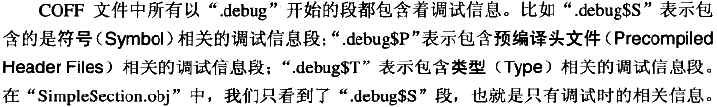 COFF 文件中所有以“.debug”开始的段都包含着调试信息。比如“.debug$S”表示包
含的是符号（Symbol）相关的调试信息段；“.debug$P”表示包含预编译头文件（Precompiled
Header Files）相关的调试信息段；“.debug$T”表示包含类型（Type）相关的调试信息段。
在“SimpleSection.obj”中，我们只看到了“.debug$S”段，也就是只有调试时的相关信息。